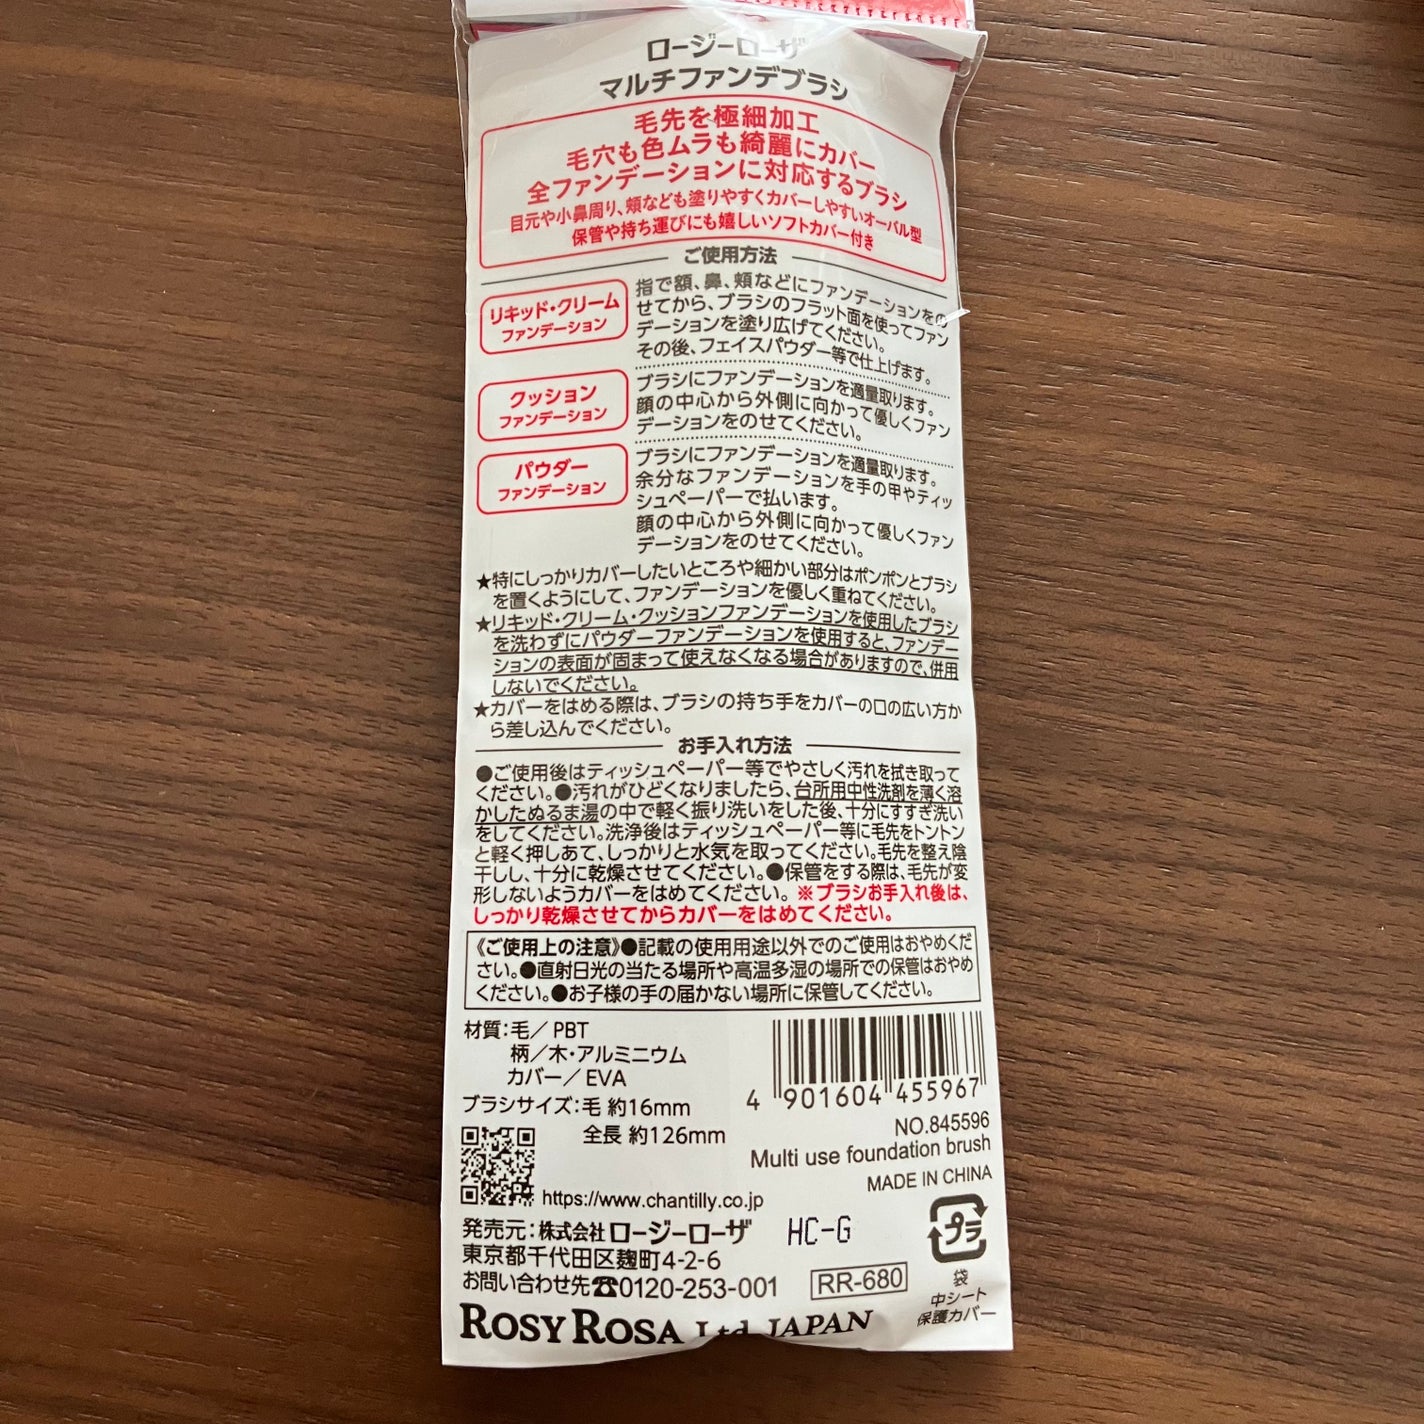 ロージーローザ
マルチファンデブラシ
毛先を極細加工
毛穴も色ムラも綺麗にカバー
全ファンデーションに対応するブラシ
目元や小鼻周り、頬なども塗りやすくカバーしやすいオーバル型
保管や持ち運びにも嬉しいソフトカバー付き
ご使用方法
リキッド・クリーム
ファンデーション
指で額、鼻、頬などにファンデーションをの
せてから、ブラシのフラット面を使ってファン
デーションを塗り広げてください。
その後、フェイスパウダー等で仕上げます。
クッション
ファンデーション
ブラシにファンデーションを適量取ります。
顔の中心から外側に向かって優しくファン
デーションをのせてください。
パウダー
ファンデーション
ブラシにファンデーションを適量取ります。
余分なファンデーションを手の甲やティッ
シュペーパーで払います。
顔の中心から外側に向かって優しくファン
デーションをのせてください。
★特にしっかりカバーしたいところや細かい部分はポンポンとブラシ
を置くようにして、ファンデーションを優しく重ねてください。
★リキッド・クリーム・クッションファンデーションを使用したブラシ
を洗わずにパウダーファンデーションを使用すると、ファンデー
ションの表面が固まって使えなくなる場合がありますので、併用
しないでください。
★カバーをはめる際は、ブラシの持ち手をカバーの口の広い方か
ら差し込んでください。
お手入れ方法
●ご使用後はティッシュペーパー等でやさしく汚れを拭き取って
ください。●汚れがひどくなりましたら、台所用中性洗剤を薄く溶
かしたぬるま湯の中で軽く振り洗いをした後、十分にすすぎ洗い
をしてください。洗浄後はティッシュペーパー等に毛先をトントン
と軽く押しあて、しっかりと水気を取ってください。毛先を整え陰
干しし、十分に乾燥させてください。●保管をする際は、毛先が変
形しないようカバーをはめてください。※ブラシお手入れ後は、
しっかり乾燥させてからカバーをはめてください。
《ご使用上の注意》●記載の使用用途以外でのご使用はおやめくだ
さい。●直射日光の当たる場所や高温多湿の場所での保管はおやめ
ください。●お子様の手の届かない場所に保管してください。
材質：毛／PBT
柄／木・アルミニウム
カバー／EVA
ブラシサイズ：毛 約16mm
全長 約126mm
4 901604 455967
NO.845596
Multi use foundation brush
MADE IN CHINA
https://www.chantilly.co.jp
発売元：株式会社ロージーローザ
東京都千代田区麹町4-2-6
お問い合わせ先☎0120-253-001
HC-G
RR-680
プラ
袋
中シート
保護カバー
ROSY ROSA Ltd. JAPAN